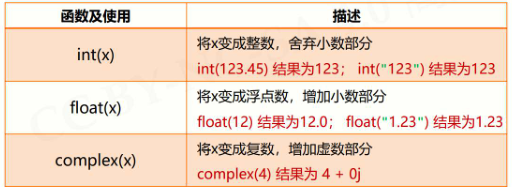 函数及使用 描述
int(x)
将x变成整数，舍弃小数部分
int(123.45) 结果为123； int("123") 结果为123
float(x)
将x变成浮点数，增加小数部分
float(12) 结果为12.0； float("1.23") 结果为1.23
complex(x)
将x变成复数，增加虚数部分
complex(4) 结果为 4 + 0j